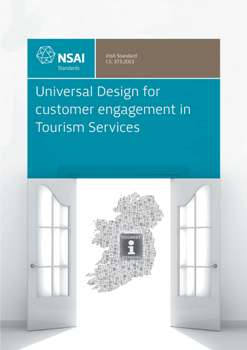 NSAI
Standards
Irish Standard
I.S. 373:2013
Universal Design for
customer engagement in
Tourism Services
i